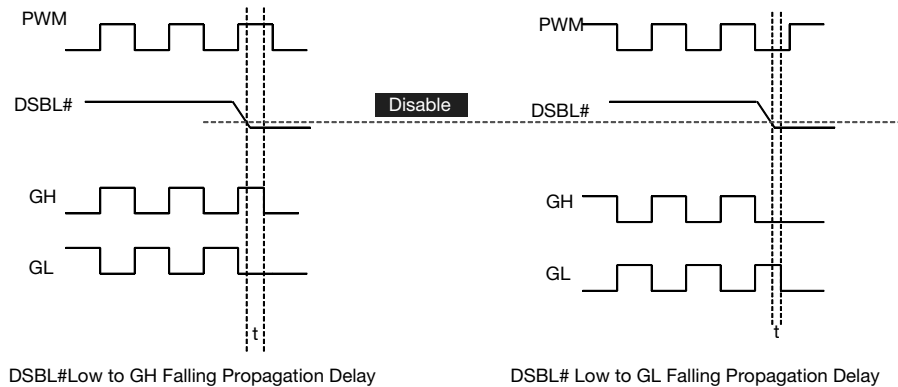 PWM
DSBL#
GH
GL
t
DSBL#Low to GH Falling Propagation Delay
Disable
PWM
DSBL#
GH
GL
t
DSBL# Low to GL Falling Propagation Delay